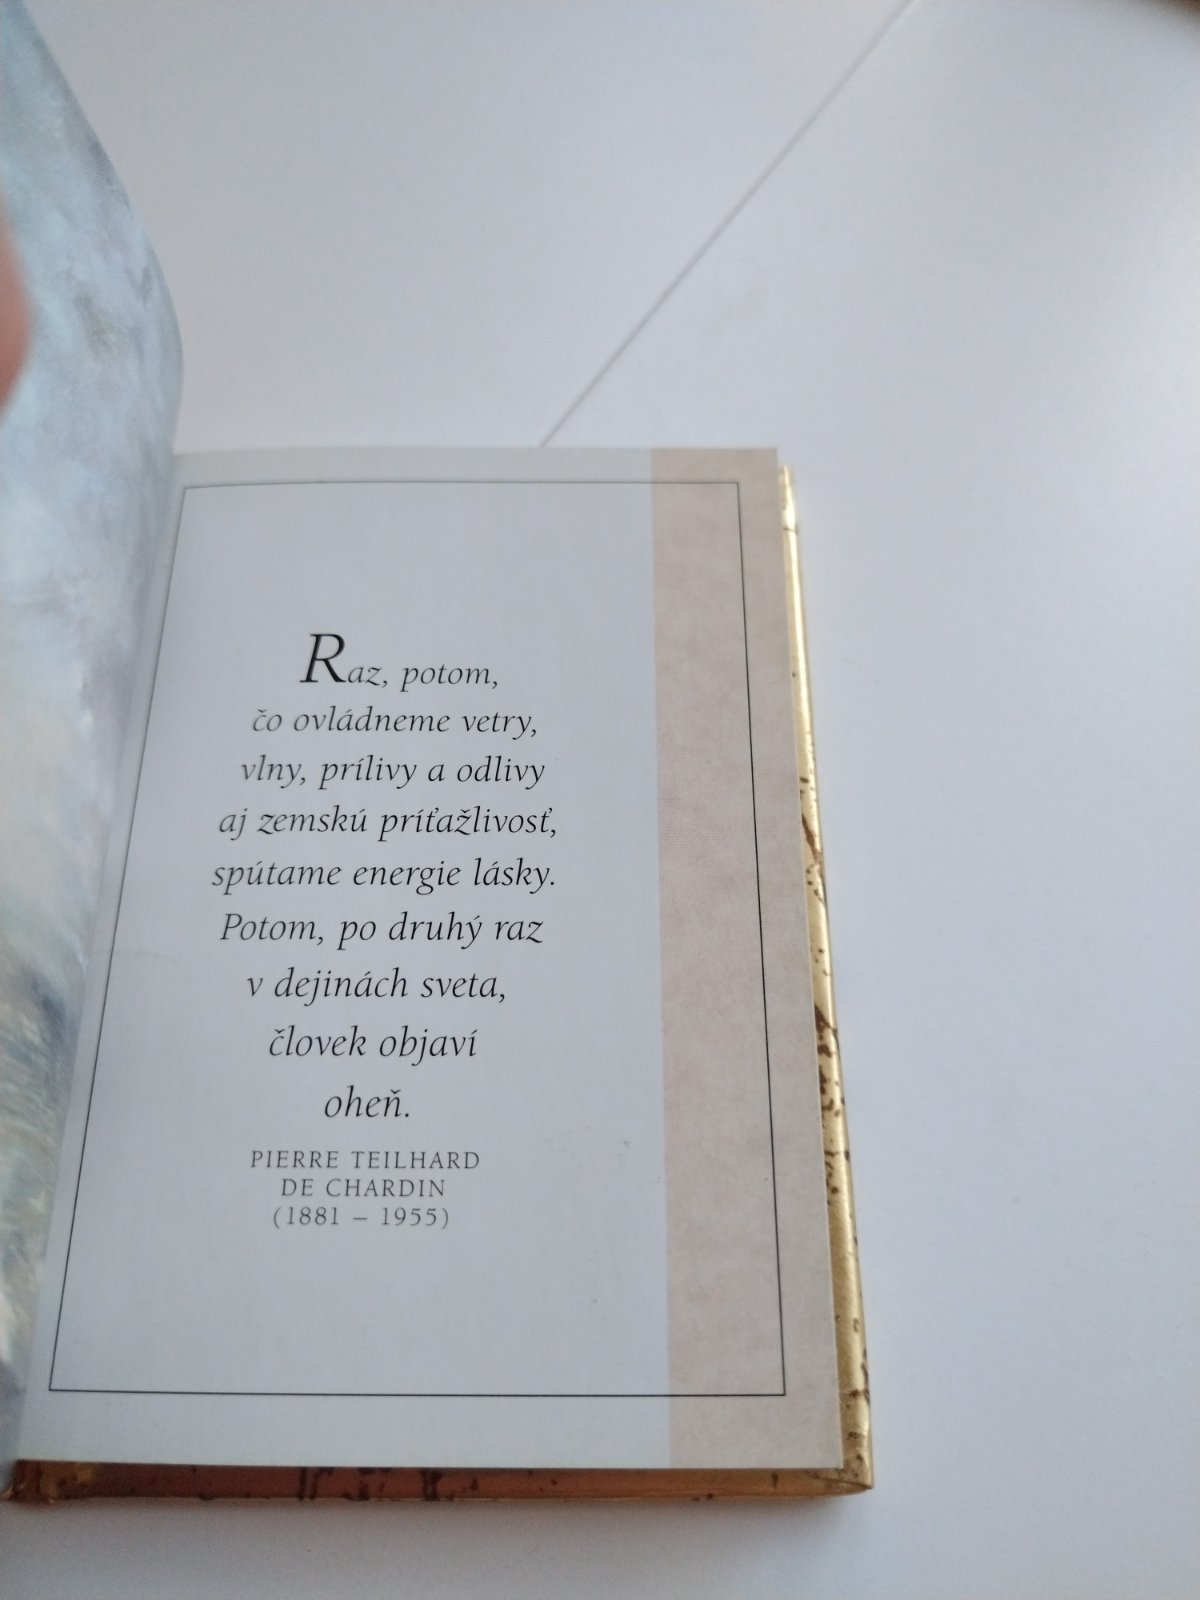 Raz, potom,
čo ovládneme vetry,
vlny, prílivy a odlivy
aj zemskú príťažlivosť,
spútame energie lásky.
Potom, po druhý raz
v dejinách sveta,
človek objaví
oheň.
PIERRE TEILHARD
DE CHARDIN
(1881 – 1955)